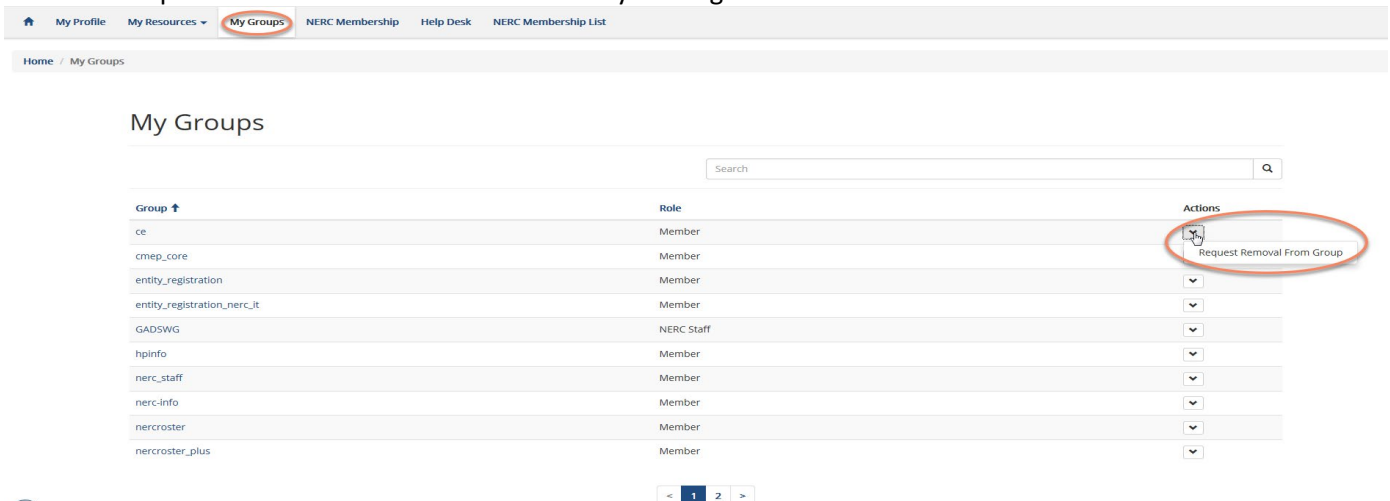 My Profile My Resources My Groups NERC Membership Help Desk NERC Membership List
Home / My Groups
My Groups
Search
Group Role Actions
ce Member
Request Removal From Group
cmep_core Member
entity_registration Member
entity_registration_nerc_it Member
GADSWG NERC Staff
hpinfo Member
nerc_staff Member
nerc-info Member
nercroster Member
nercroster_plus Member
< 1 2 >